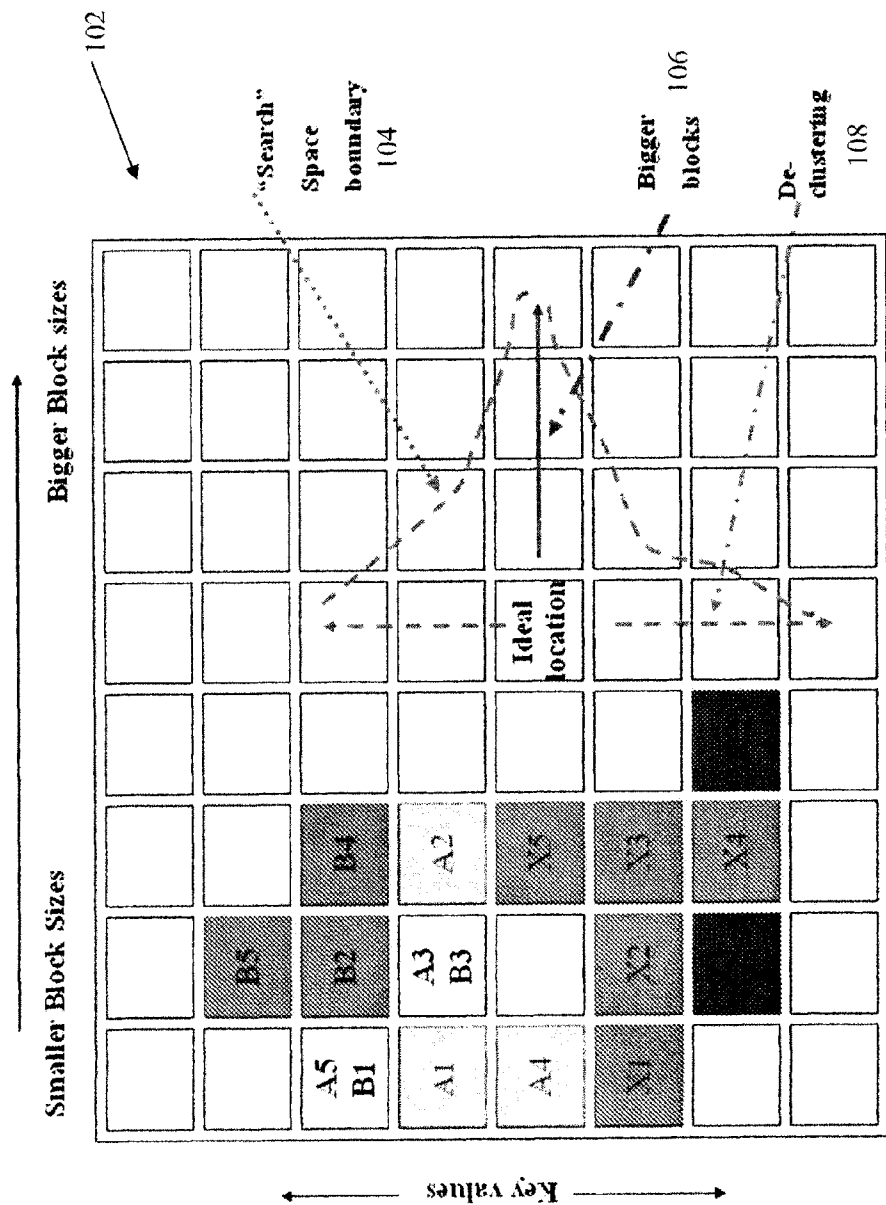 Smaller Block Sizes
Bigger Block sizes
102
Key values
B5
A5
B1
B2
B4
A1
A3
B3
A2
A4
X5
Ideal
location
X1
X2
X3
X4
“Search”
Space
boundary
104
Bigger 106
blocks
De-
clustering
108